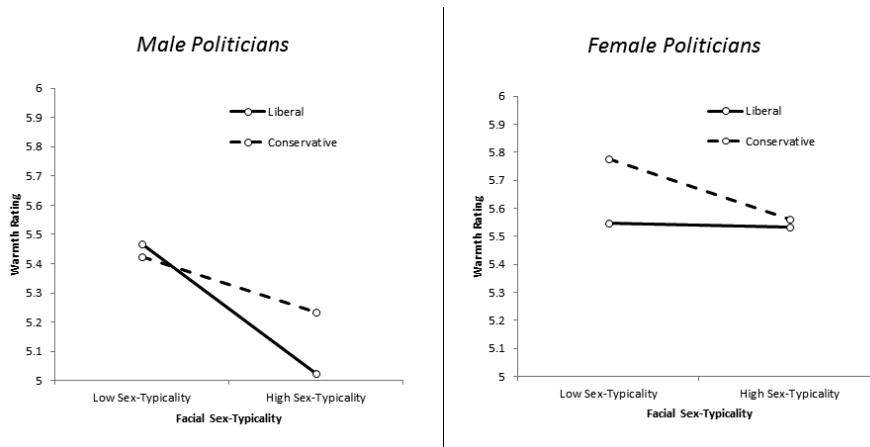 Male Politicians
6
5.9
5.8
5.7
5.6
5.5
5.4
5.3
5.2
5.1
5
Warmth Rating
Liberal
Conservative
Low Sex-Typicality High Sex-Typicality
Facial Sex-Typicality
Female Politicians
6
5.9
5.8
5.7
5.6
5.5
5.4
5.3
5.2
5.1
5
Warmth Rating
Liberal
Conservative
Low Sex-Typicality High Sex-Typicality
Facial Sex-Typicality